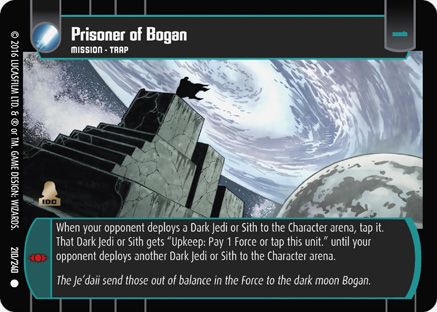 Prisoner of Bogan
MISSION - TRAP
© 2016 LUCASFILM LTD. & ® or TM. GAME DESIGN: WIZARDS.
IDC
When your opponent deploys a Dark Jedi or Sith to the Character arena, tap it.
That Dark Jedi or Sith gets "Upkeep: Pay 1 Force or tap this unit." until your
opponent deploys another Dark Jedi or Sith to the Character arena.
The Je'daii send those out of balance in the Force to the dark moon Bogan.